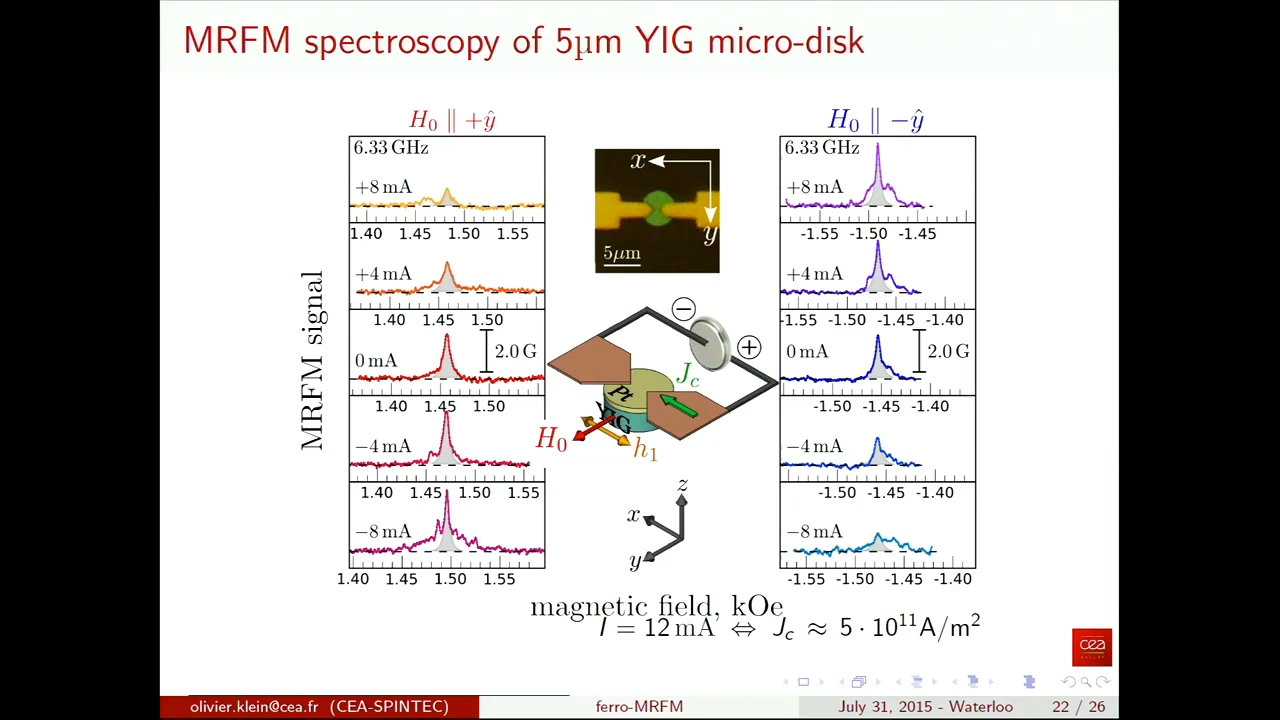 MRFM spectroscopy of 5μm YIG micro-disk
H₀ ∥ +ŷ
H₀ ∥ −ŷ
MRFM signal
6.33 GHz
+8 mA
1.40 1.45 1.50 1.55
+4 mA
1.40 1.45 1.50
0 mA
2.0 G
1.40 1.45 1.50
−4 mA
1.40 1.45 1.50 1.55
−8 mA
1.40 1.45 1.50 1.55
x
y
5μm
−
+
J_c
Pt
YIG
H₀
h₁
z
x
y
6.33 GHz
+8 mA
-1.55 -1.50 -1.45
+4 mA
-1.55 -1.50 -1.45 -1.40
0 mA
2.0 G
-1.50 -1.45 -1.40
−4 mA
-1.50 -1.45 -1.40
−8 mA
-1.55 -1.50 -1.45 -1.40
magnetic field, kOe
I = 12 mA ⇔ J_c ≈ 5 · 10¹¹A/m²
cea
olivier.klein@cea.fr (CEA-SPINTEC) ferro-MRFM July 31, 2015 - Waterloo 22 / 26